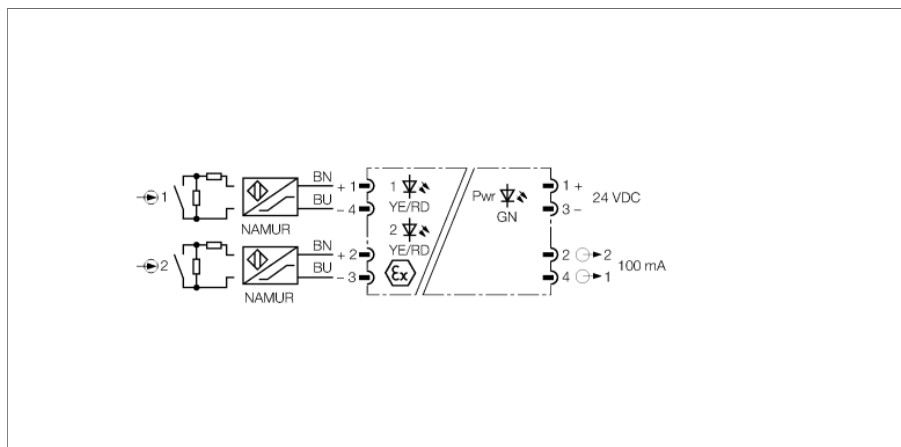 1
BN
+ 1
BU
- 4
NAMUR
2
BN
+ 2
BU
- 3
NAMUR
1
YE/RD
2
YE/RD
Ex
Pwr
GN
1 +
24 VDC
3 –
2
2
100 mA
4
1